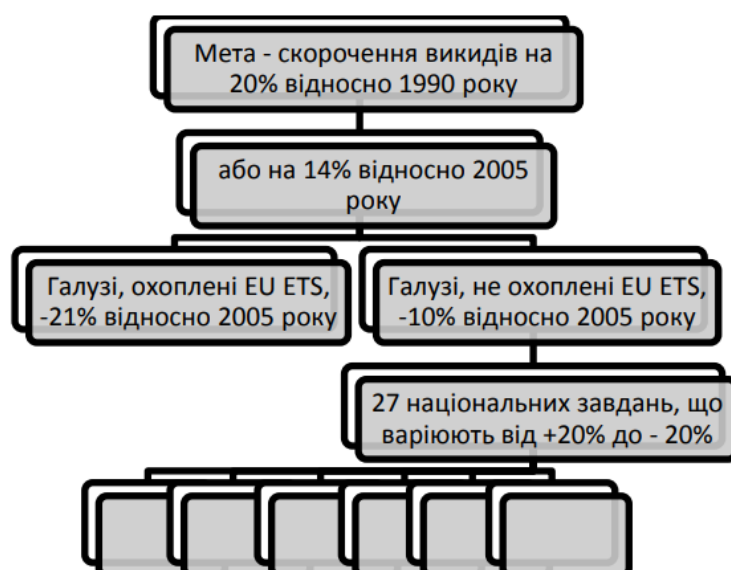 Мета - скорочення викидів на
20% відносно 1990 року
або на 14% відносно 2005
року
Галузі, охоплені EU ETS,
-21% відносно 2005 року
Галузі, не охоплені EU ETS,
-10% відносно 2005 року
27 національних завдань, що
варіюють від +20% до - 20%